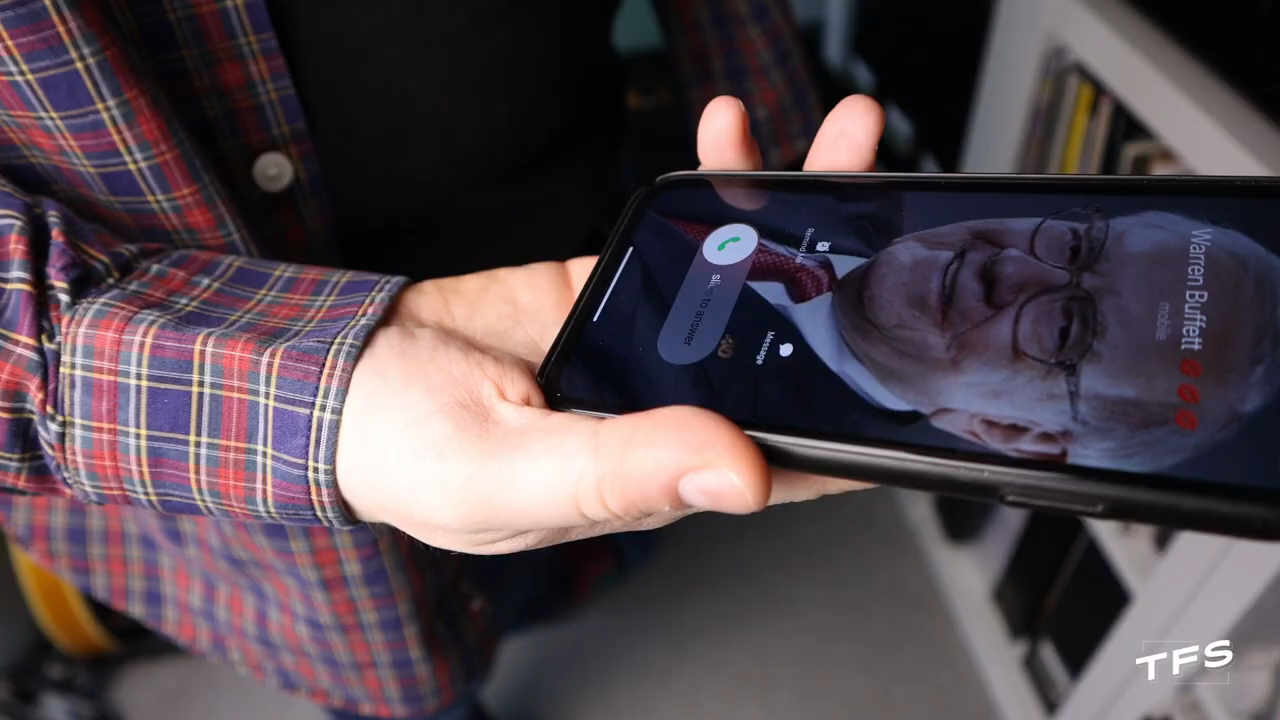 Warren Buffett
mobile
Remind Me
Message
slide to answer
TFS